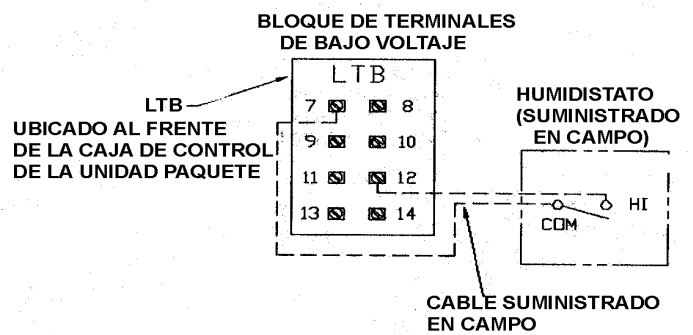 BLOQUE DE TERMINALES
DE BAJO VOLTAJE
LTB
LTB
UBICADO AL FRENTE
DE LA CAJA DE CONTROL
DE LA UNIDAD PAQUETE
7 8
9 10
11 12
13 14
HUMIDISTATO
(SUMINISTRADO
EN CAMPO)
HI
COM
CABLE SUMINISTRADO
EN CAMPO